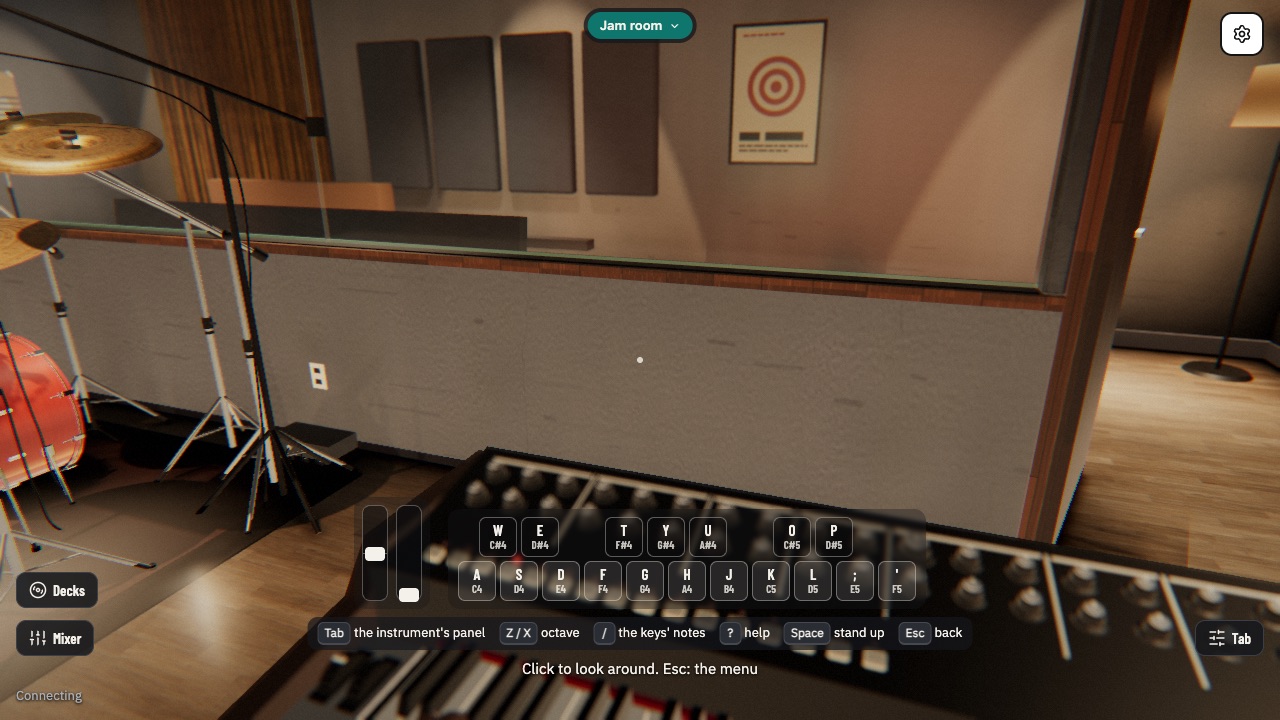 Jam room
W E T Y U O P
C#4 D#4 F#4 G#4 A#4 C#5 D#5
A S D F G H J K L ; '
C4 D4 E4 F4 G4 A4 B4 C5 D5 E5 F5
Decks
Mixer
Tab the instrument's panel Z / X octave / the keys' notes ? help Space stand up Esc back
Tab
Click to look around. Esc: the menu
Connecting